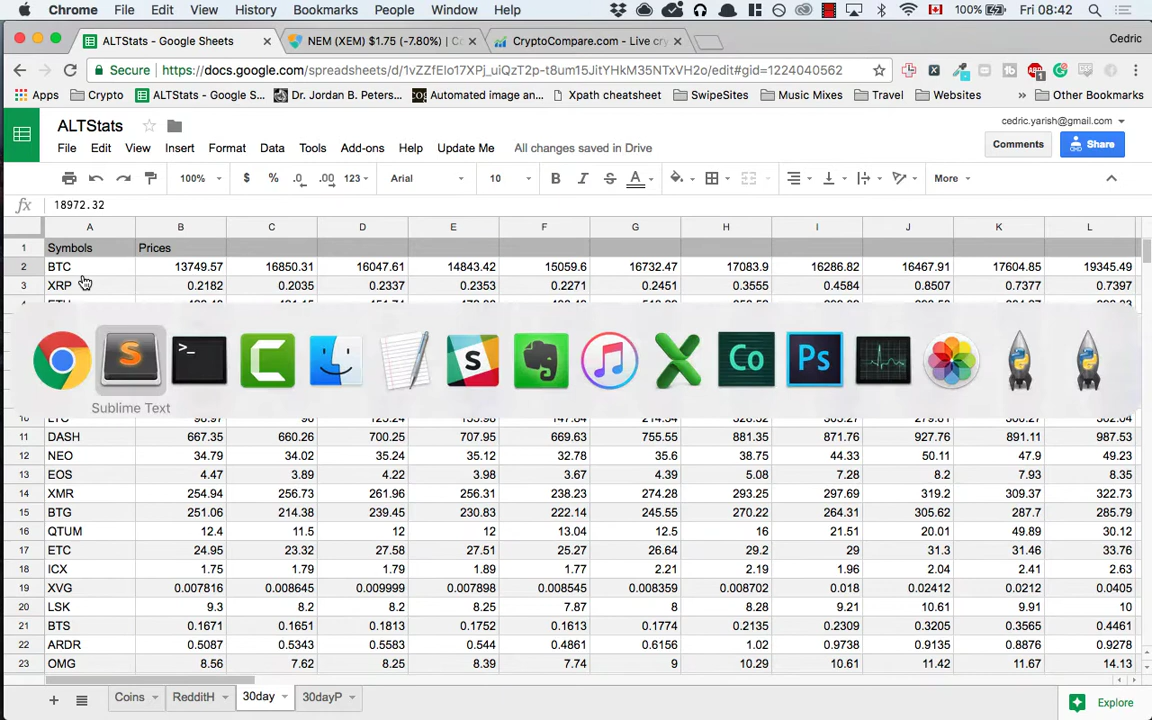 Chrome File Edit View History Bookmarks People Window Help 100% Fri 08:42
ALTStats - Google Sheets NEM (XEM) $1.75 (-7.80%) | Co CryptoCompare.com - Live cry Cedric
Secure https://docs.google.com/spreadsheets/d/1vZZfElo17XPj_uiQzT2p-t8um15JitYHkM35NTxVH2o/edit#gid=1224040562
Apps Crypto ALTStats - Google S... Dr. Jordan B. Peters... Automated image an... Xpath cheatsheet SwipeSites Music Mixes Travel Websites » Other Bookmarks
ALTStats cedric.yarish@gmail.com
File Edit View Insert Format Data Tools Add-ons Help Update Me All changes saved in Drive Comments Share
100% $ % .0 .00 123 Arial 10 B I S A More
fx 18972.32
A B C D E F G H I J K L
1 Symbols Prices
2 BTC 13749.57 16850.31 16047.61 14843.42 15059.6 16732.47 17083.9 16286.82 16467.91 17604.85 19345.49
3 XRP 0.2182 0.2035 0.2337 0.2353 0.2271 0.2451 0.3555 0.4584 0.8507 0.7377 0.7397
Co Ps
Sublime Text
11 DASH 667.35 660.26 700.25 707.95 669.63 755.55 881.35 871.76 927.76 891.11 987.53
12 NEO 34.79 34.02 35.24 35.12 32.78 35.6 38.75 44.33 50.11 47.9 49.23
13 EOS 4.47 3.89 4.22 3.98 3.67 4.39 5.08 7.28 8.2 7.93 8.35
14 XMR 254.94 256.73 261.96 256.31 238.23 274.28 293.25 297.69 319.2 309.37 322.73
15 BTG 251.06 214.38 239.45 230.83 222.14 245.55 270.22 264.31 305.62 287.7 285.79
16 QTUM 12.4 11.5 12 12 13.04 12.5 16 21.51 20.01 49.89 30.12
17 ETC 24.95 23.32 27.58 27.51 25.27 26.64 29.2 29 31.3 31.46 33.76
18 ICX 1.75 1.79 1.79 1.89 1.77 2.21 2.19 1.96 2.04 2.41 2.63
19 XVG 0.007816 0.008645 0.009999 0.007898 0.008545 0.008359 0.008702 0.018 0.02412 0.0212 0.0405
20 LSK 9.3 8.2 8.2 8.25 7.87 8 8.28 9.21 10.61 9.91 10
21 BTS 0.1671 0.1651 0.1813 0.1752 0.1613 0.1774 0.2135 0.2309 0.3205 0.3565 0.4461
22 ARDR 0.5087 0.5343 0.5583 0.544 0.4861 0.6156 1.02 0.9738 0.9135 0.8876 0.9278
23 OMG 8.56 7.62 8.25 8.39 7.74 9 10.29 10.61 11.42 11.67 14.13
Coins RedditH 30day 30dayP Explore